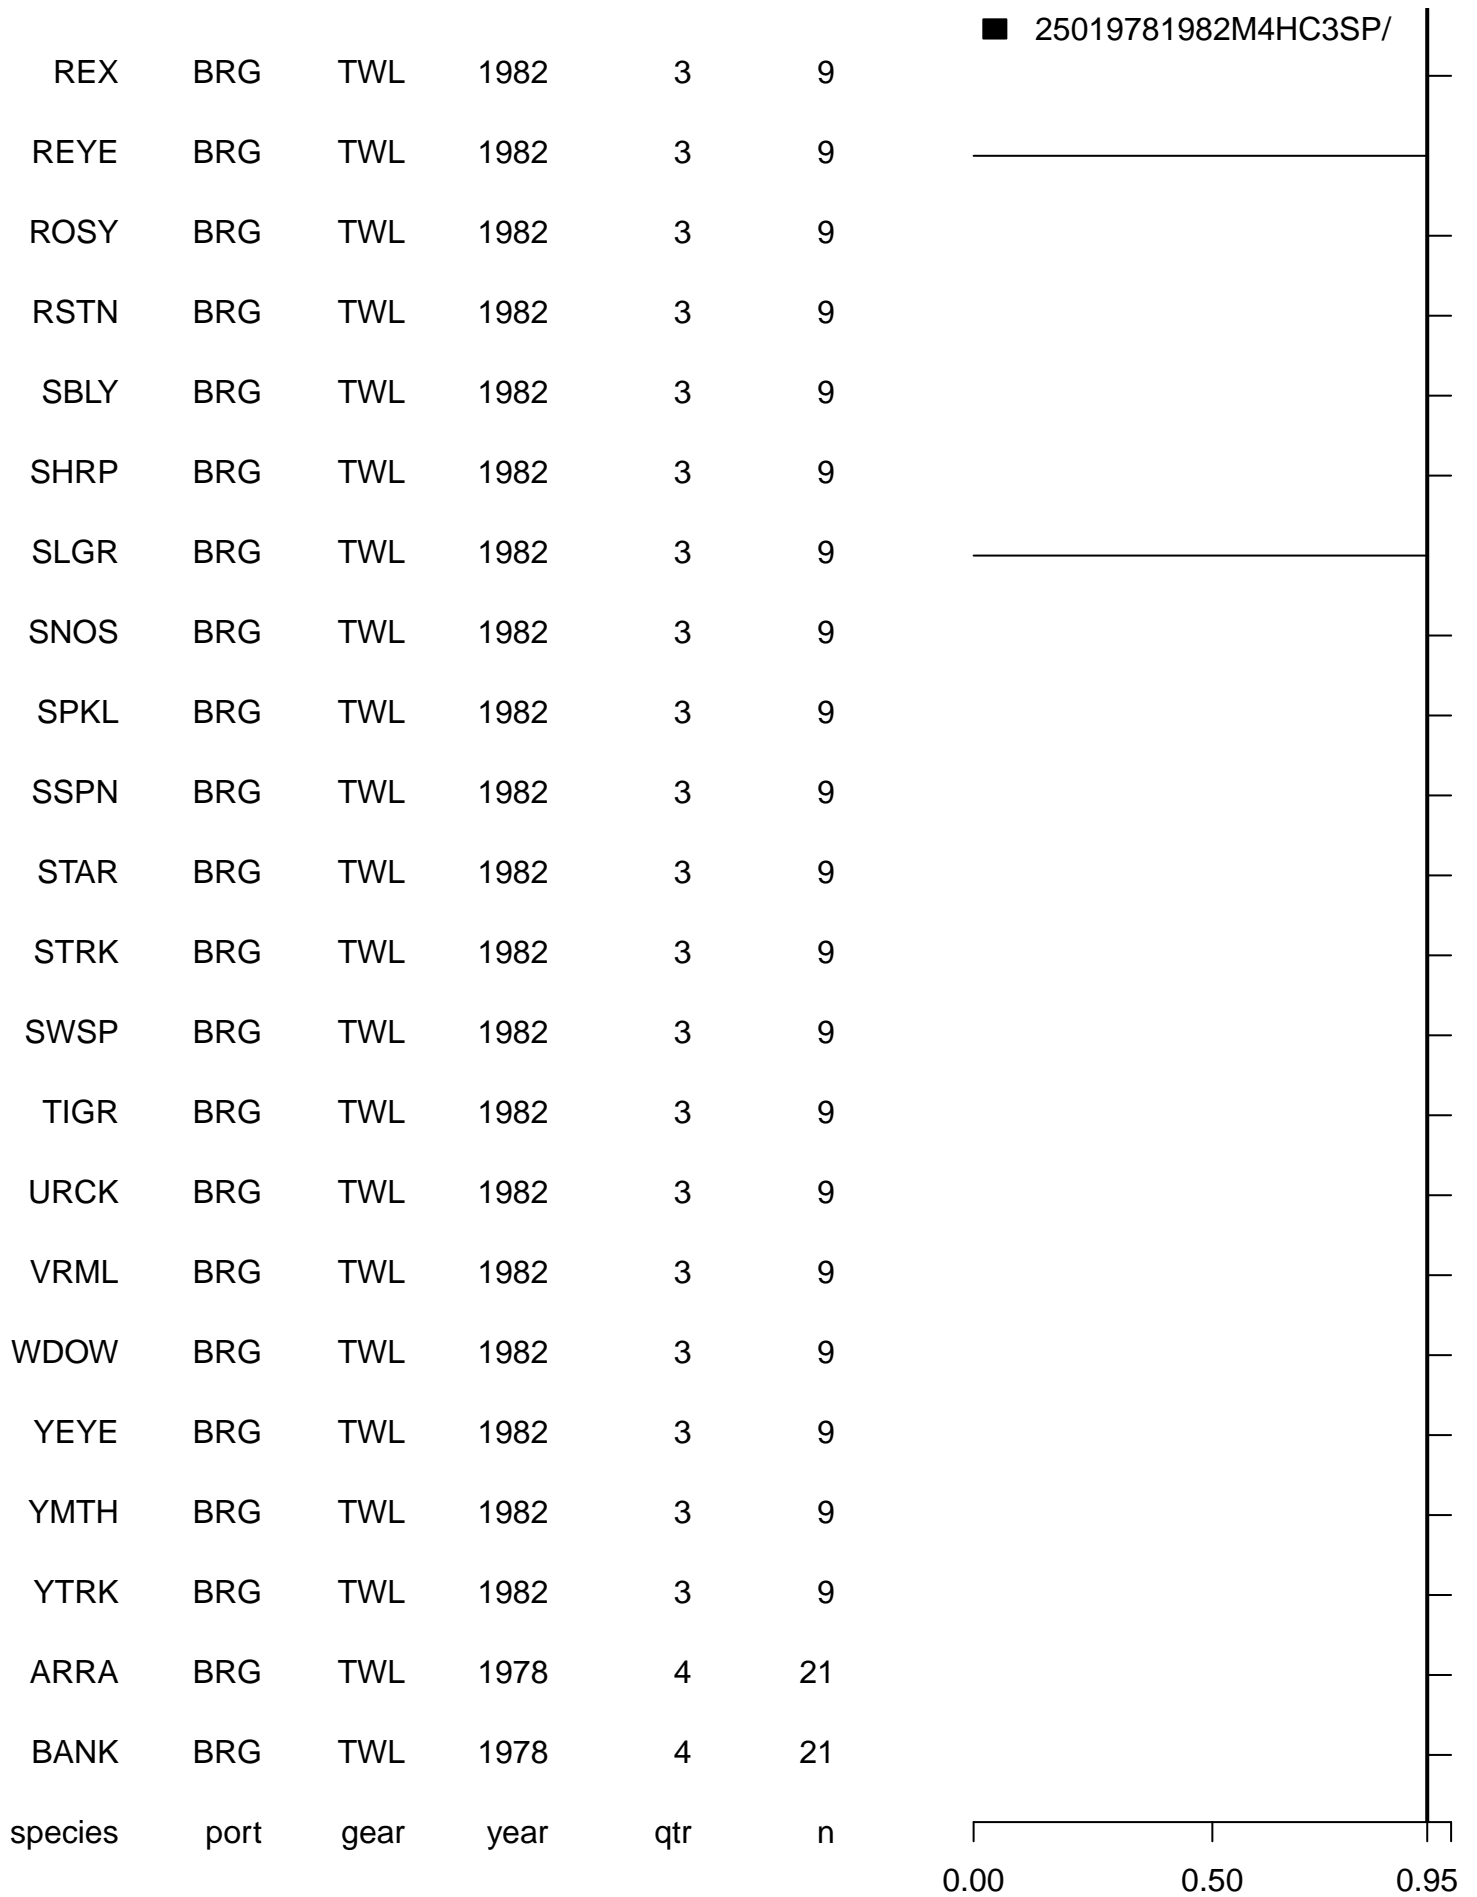 25019781982M4HC3SP/
REX BRG TWL 1982 3 9
REYE BRG TWL 1982 3 9
ROSY BRG TWL 1982 3 9
RSTN BRG TWL 1982 3 9
SBLY BRG TWL 1982 3 9
SHRP BRG TWL 1982 3 9
SLGR BRG TWL 1982 3 9
SNOS BRG TWL 1982 3 9
SPKL BRG TWL 1982 3 9
SSPN BRG TWL 1982 3 9
STAR BRG TWL 1982 3 9
STRK BRG TWL 1982 3 9
SWSP BRG TWL 1982 3 9
TIGR BRG TWL 1982 3 9
URCK BRG TWL 1982 3 9
VRML BRG TWL 1982 3 9
WDOW BRG TWL 1982 3 9
YEYE BRG TWL 1982 3 9
YMTH BRG TWL 1982 3 9
YTRK BRG TWL 1982 3 9
ARRA BRG TWL 1978 4 21
BANK BRG TWL 1978 4 21
species port gear year qtr n
0.00 0.50 0.95